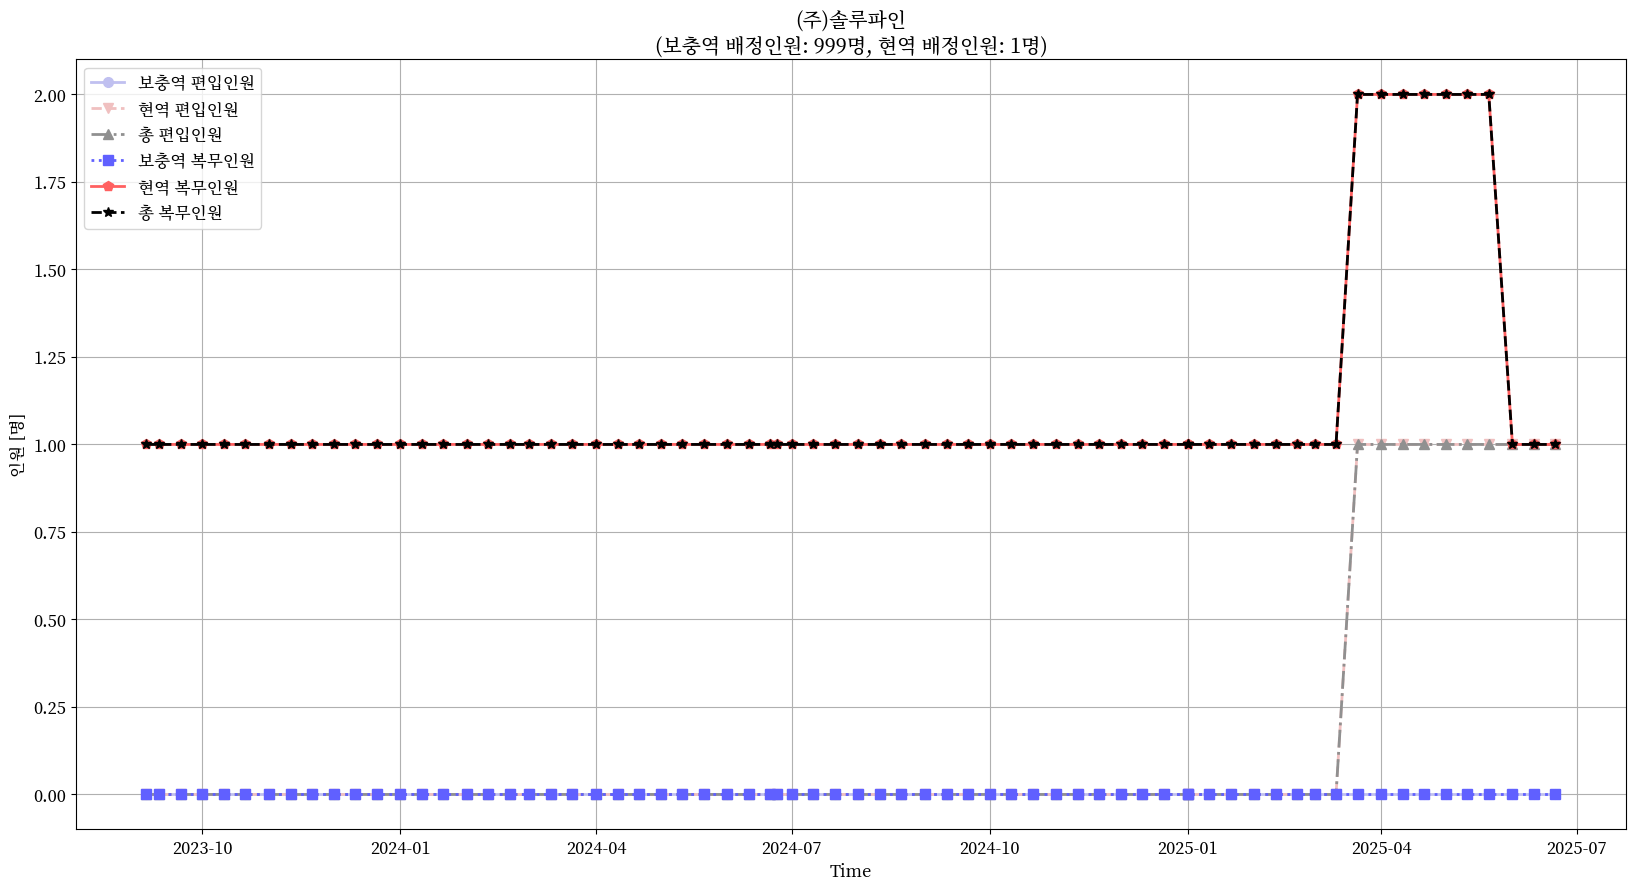 (주)솔루파인
(보충역 배정인원: 999명, 현역 배정인원: 1명)
보충역 편입인원
현역 편입인원
총 편입인원
보충역 복무인원
현역 복무인원
총 복무인원
2.00
1.75
1.50
1.25
1.00
0.75
0.50
0.25
0.00
인원 [명]
2023-10
2024-01
2024-04
2024-07
2024-10
2025-01
2025-04
2025-07
Time